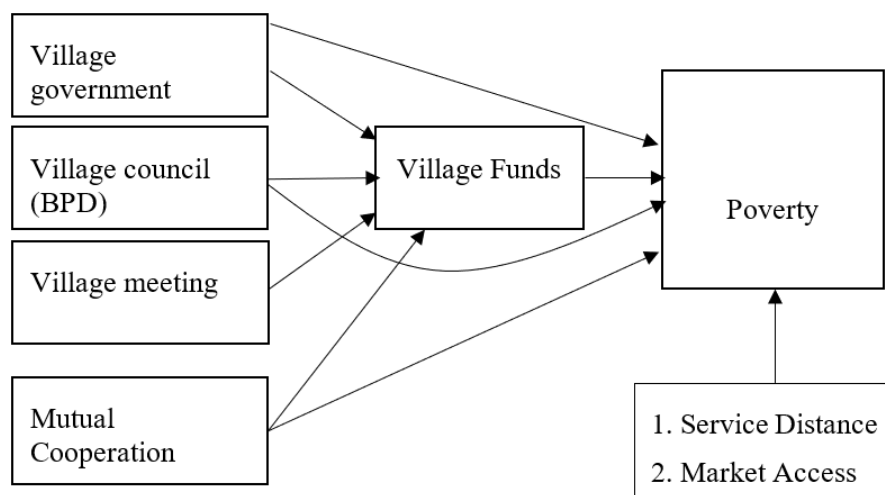 Village
government
Village council
(BPD)
Village Funds
Poverty
Village meeting
Mutual
Cooperation
1. Service Distance
2. Market Access